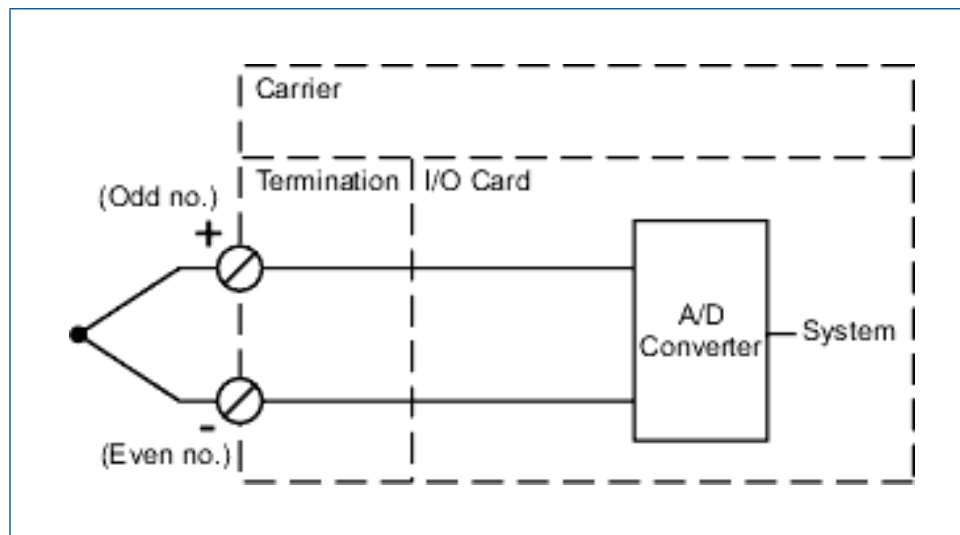 Carrier
Termination
I/O Card
(Odd no.)
+
A/D
Converter
System
-
(Even no.)